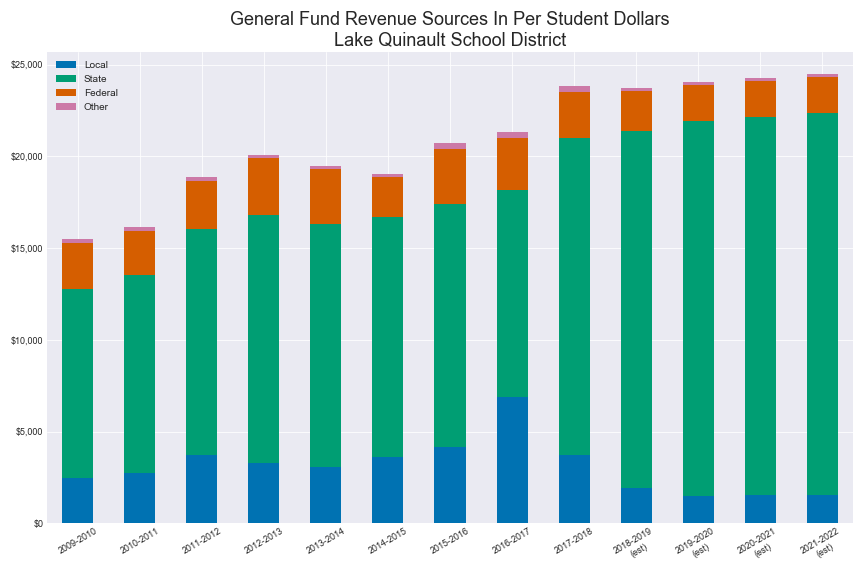 General Fund Revenue Sources In Per Student Dollars
Lake Quinault School District
Local
State
Federal
Other
$25,000
$20,000
$15,000
$10,000
$5,000
$0
2009-2010
2010-2011
2011-2012
2012-2013
2013-2014
2014-2015
2015-2016
2016-2017
2017-2018
2018-2019
(est)
2019-2020
(est)
2020-2021
(est)
2021-2022
(est)